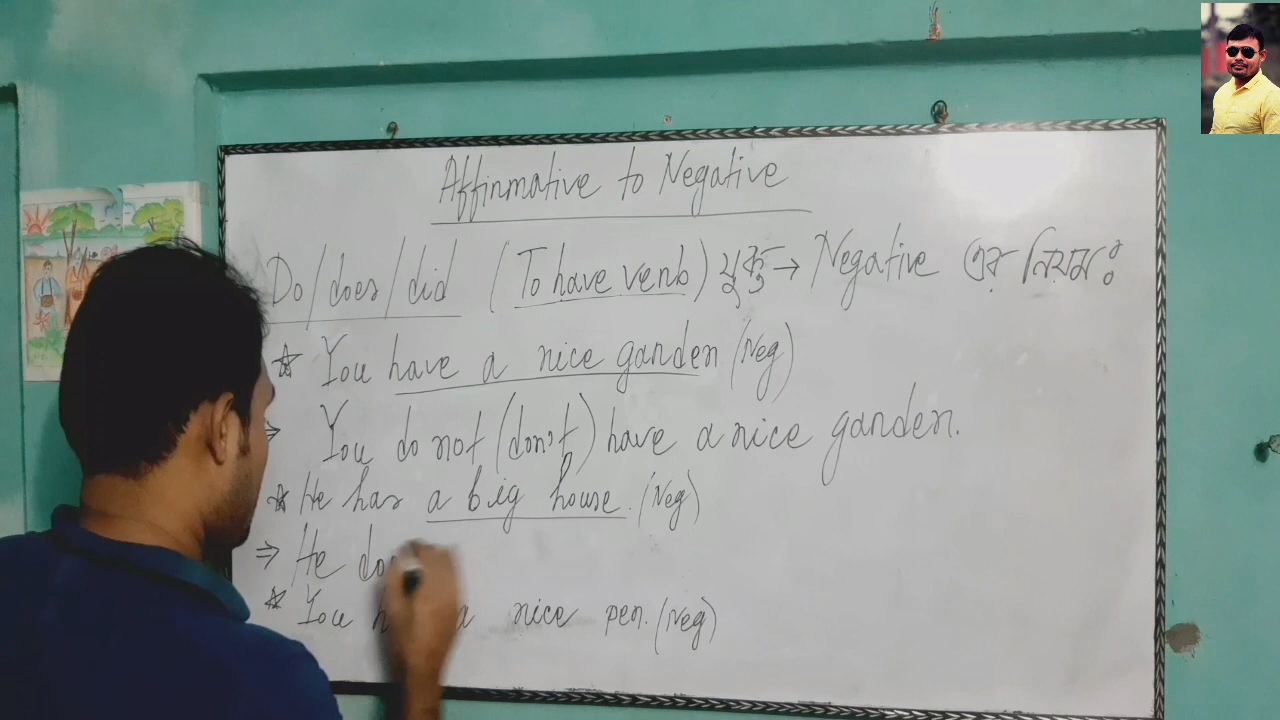 Affirmative to Negative
Do/does/did (To have verb) যুক্ত → Negative এর নিয়মঃ
☆ You have a nice garden (Neg)
⇒ You do not (don't) have a nice garden.
☆ He has a big house. (Neg)
⇒ He do
☆ You a nice pen. (Neg)